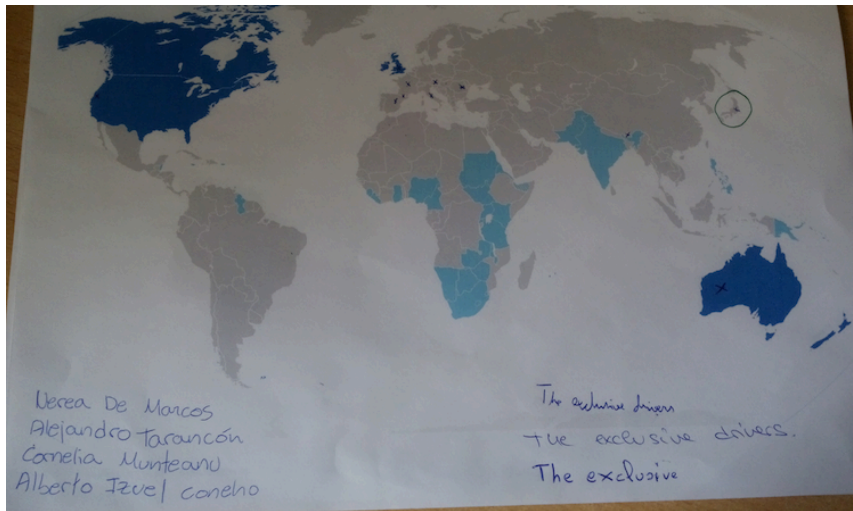 Nerea De Marcos
Alejandro Tarancón
Cornelia Munteanu
Alberto Izuel Coneho
The exclusive drivers
The exclusive drivers.
The exclusive